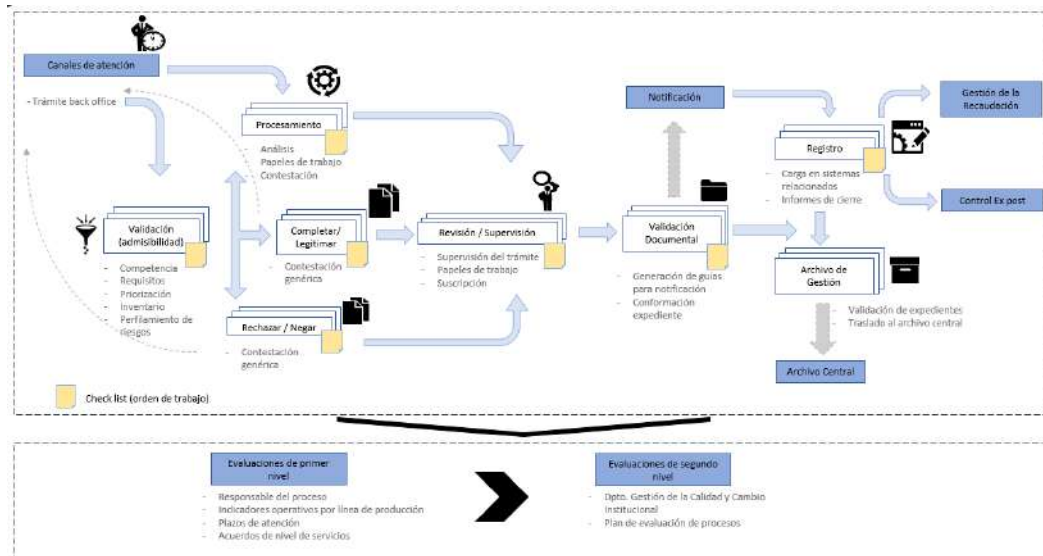 Canales de atención
- Trámite back office
Procesamiento
- Análisis
- Papeles de trabajo
- Contestación
Validación
(admisibilidad)
- Competencia
- Requisitos
- Priorización
- Inventario
- Perfilamiento de
riesgos
Completar/
Legitimar
- Contestación
genérica
Rechazar / Negar
- Contestación
genérica
Revisión / Supervisión
- Supervisión del trámite
- Papeles de trabajo
- Suscripción
Notificación
Validación
Documental
- Generación de guías
para notificación
- Conformación
expediente
Registro
- Carga en sistemas
relacionados
- Informes de cierre
Gestión de la
Recaudación
Control Ex post
Archivo de
Gestión
- Validación de expedientes
- Traslado al archivo central
Archivo Central
Check list (orden de trabajo)
Evaluaciones de primer
nivel
- Responsable del proceso
- Indicadores operativos por línea de producción
- Plazos de atención
- Acuerdos de nivel de servicios
Evaluaciones de segundo
nivel
- Dpto. Gestión de la Calidad y Cambio
Institucional
- Plan de evaluación de procesos